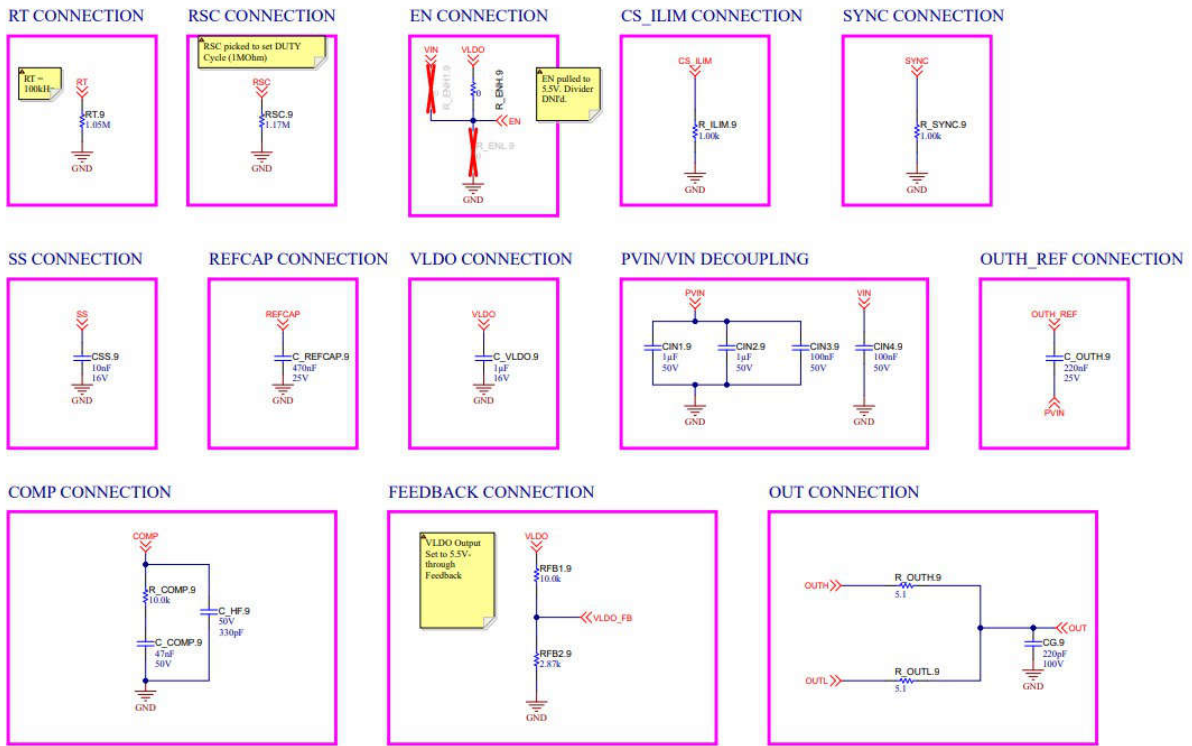 RT CONNECTION
RSC CONNECTION
EN CONNECTION
CS_ILIM CONNECTION
SYNC CONNECTION
RT =
100kHz
RT
RT.9
1.05M
GND
RSC picked to set DUTY
Cycle (1MOhm)
RSC
RSC.9
1.17M
GND
VIN
VLDO
R_ENH1.9
0
0
R_ENH.9
EN
R_ENL.9
0
GND
EN pulled to
5.5V. Divider
DNI'd.
CS_ILIM
R_ILIM.9
1.00k
GND
SYNC
R_SYNC.9
1.00k
GND
SS CONNECTION
REFCAP CONNECTION
VLDO CONNECTION
PVIN/VIN DECOUPLING
OUTH_REF CONNECTION
SS
CSS.9
10nF
16V
GND
REFCAP
C_REFCAP.9
470nF
25V
GND
VLDO
C_VLDO.9
1µF
16V
GND
PVIN
CIN1.9
1µF
50V
CIN2.9
1µF
50V
CIN3.9
100nF
50V
GND
VIN
CIN4.9
100nF
50V
GND
OUTH_REF
C_OUTH.9
220nF
25V
PVIN
COMP CONNECTION
FEEDBACK CONNECTION
OUT CONNECTION
COMP
R_COMP.9
10.0k
C_HF.9
50V
330pF
C_COMP.9
47nF
50V
GND
VLDO Output
Set to 5.5V-
through
Feedback
VLDO
RFB1.9
10.0k
VLDO_FB
RFB2.9
2.87k
GND
OUTH
R_OUTH.9
5.1
OUT
CG.9
220pF
100V
GND
OUTL
R_OUTL.9
5.1